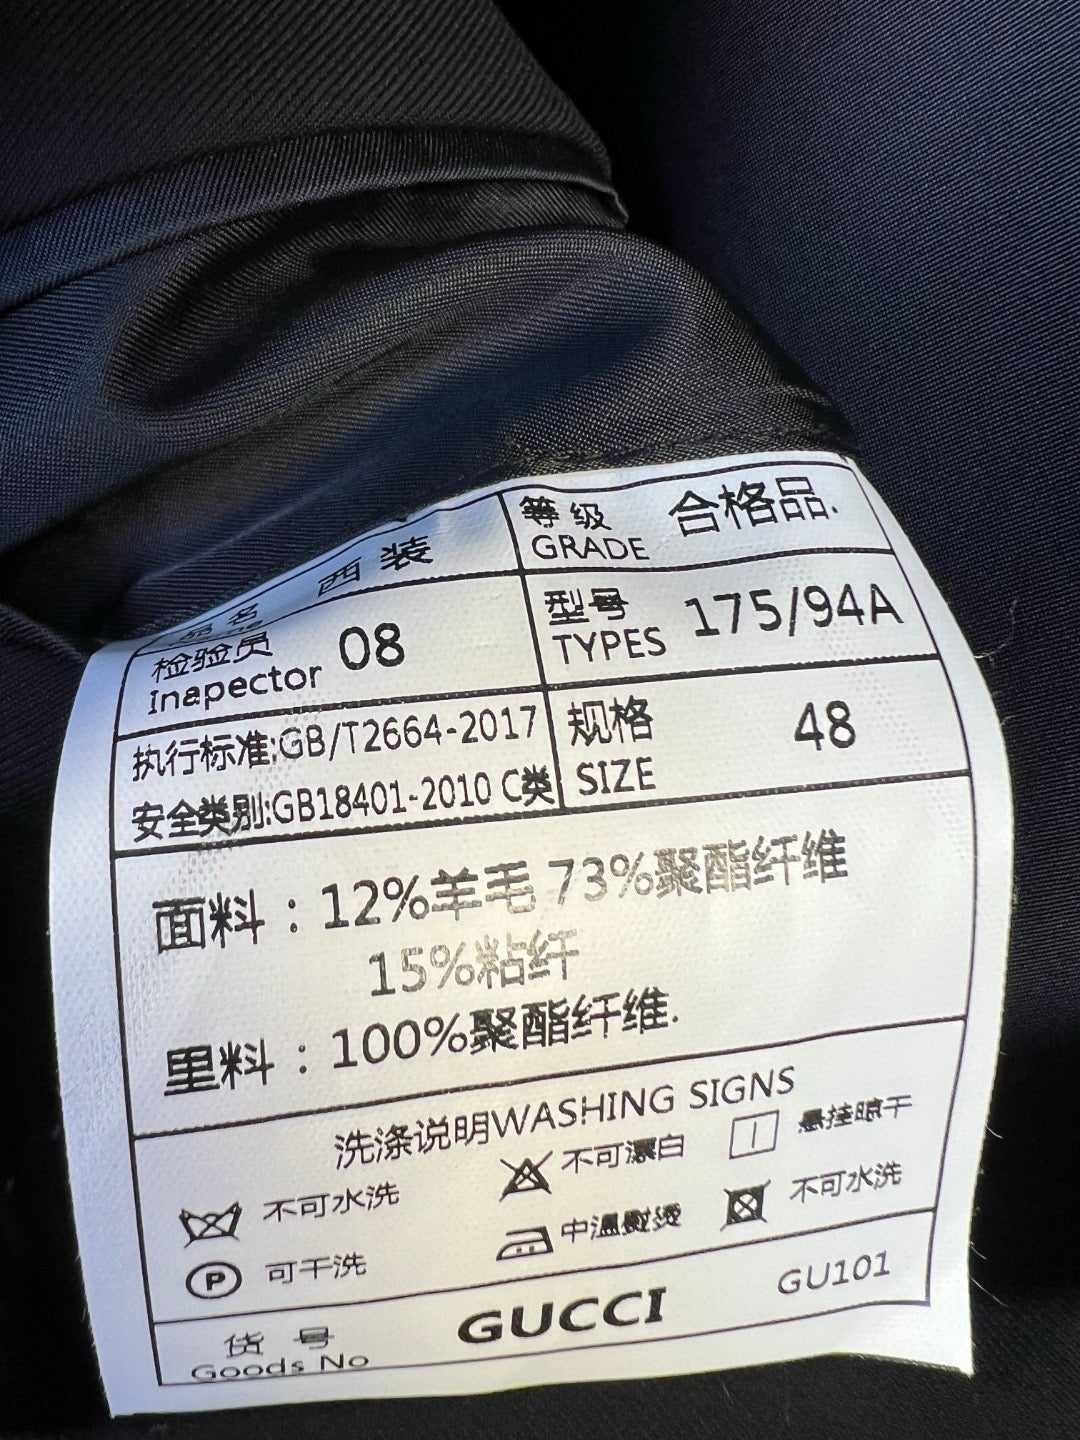 品名 西装
等级 合格品.
GRADE
检验员 08
Inapector
型号 175/94A
TYPES
执行标准:GB/T2664-2017
安全类别:GB18401-2010 C类
规格 48
SIZE
面料：12%羊毛 73%聚酯纤维
15%粘纤
里料：100%聚酯纤维.
洗涤说明WASHING SIGNS
不可水洗 不可漂白 悬挂晾干
P 可干洗 中温熨烫 不可水洗
货号 GUCCI GU101
Goods No